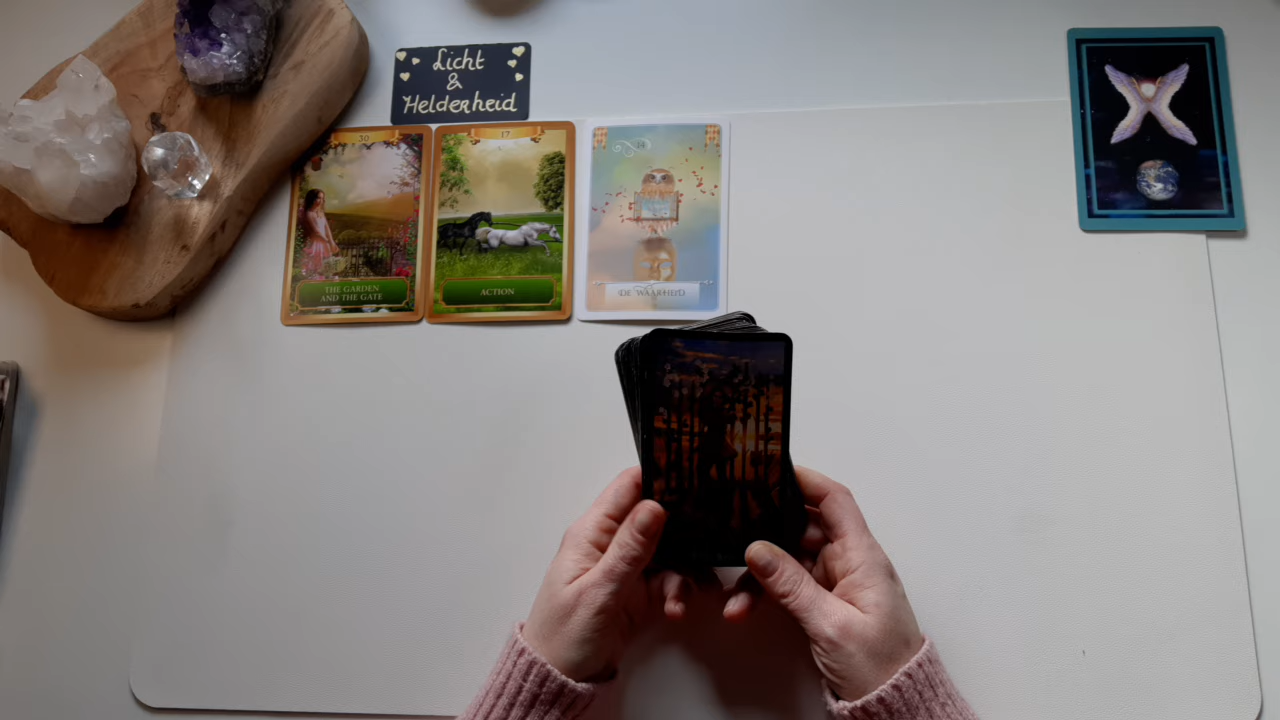 Licht
&
Helderheid
30
THE GARDEN
AND THE GATE
17
ACTION
DE WAARHEID